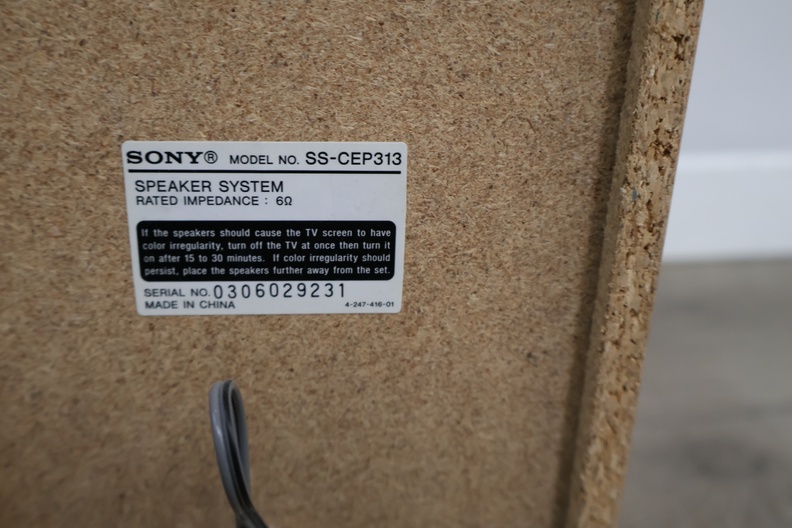 SONY® MODEL NO. SS-CEP313
SPEAKER SYSTEM
RATED IMPEDANCE : 6Ω
If the speakers should cause the TV screen to have
color irregularity, turn off the TV at once then turn it
on after 15 to 30 minutes. If color irregularity should
persist, place the speakers further away from the set.
SERIAL NO. 0306029231
MADE IN CHINA 4-247-416-01